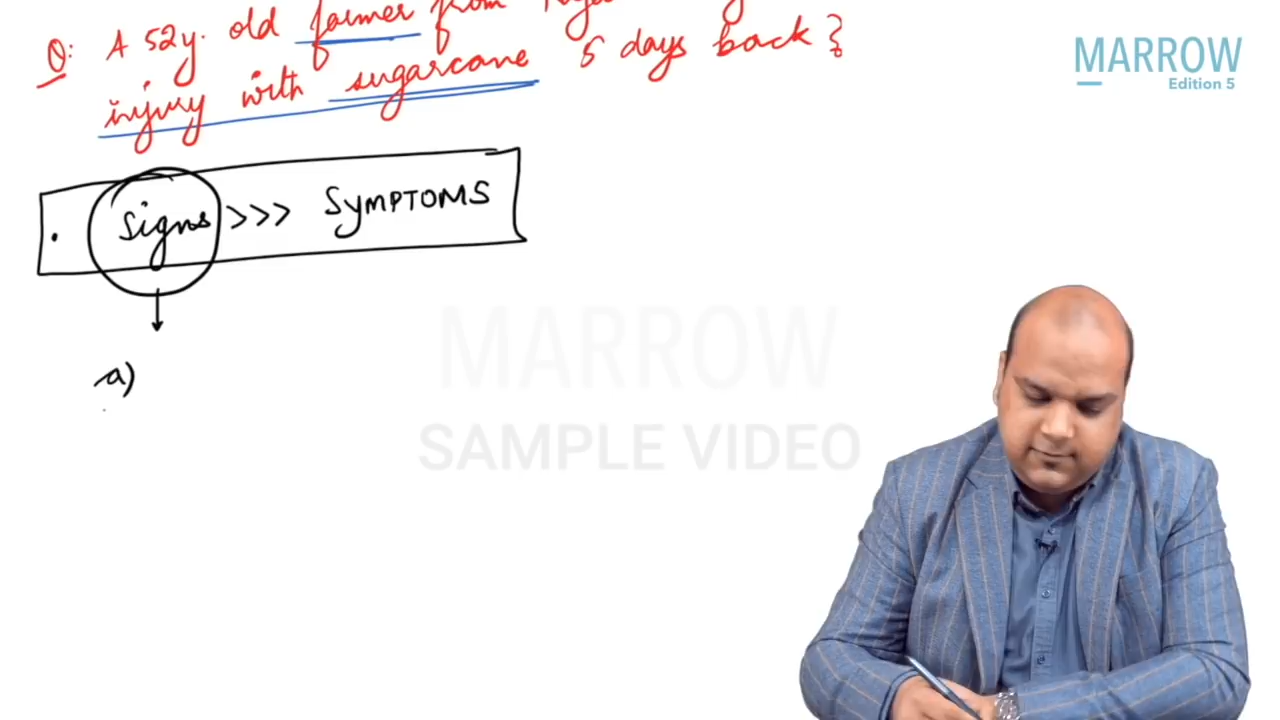 MARROW
Edition 5
Q: A 52y. old farmer from
injury with sugarcane 5 days back?
. Signs >>> SYMPTOMS
a)
MARROW
SAMPLE VIDEO